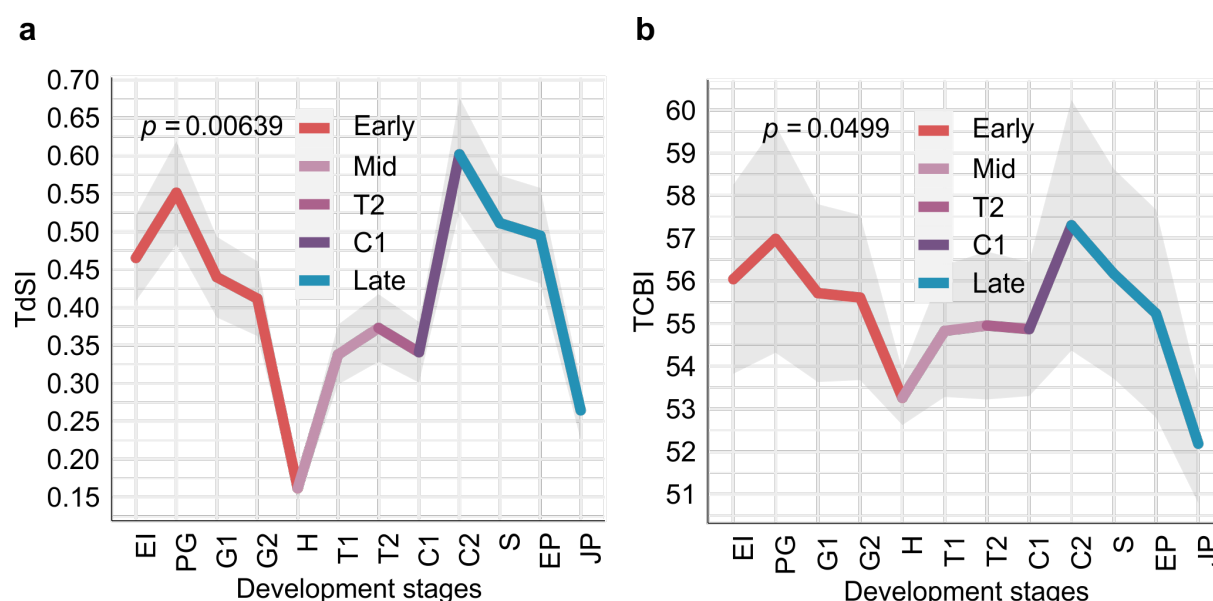 a
0.70
0.65
0.60
0.55
0.50
0.45
0.40
0.35
0.30
0.25
0.20
0.15
TdSI
p = 0.00639
Early
Mid
T2
C1
Late
EI
PG
G1
G2
H
T1
T2
C1
C2
S
EP
JP
Development stages
b
60
59
58
57
56
55
54
53
52
51
TCBI
p = 0.0499
Early
Mid
T2
C1
Late
EI
PG
G1
G2
H
T1
T2
C1
C2
S
EP
JP
Development stages